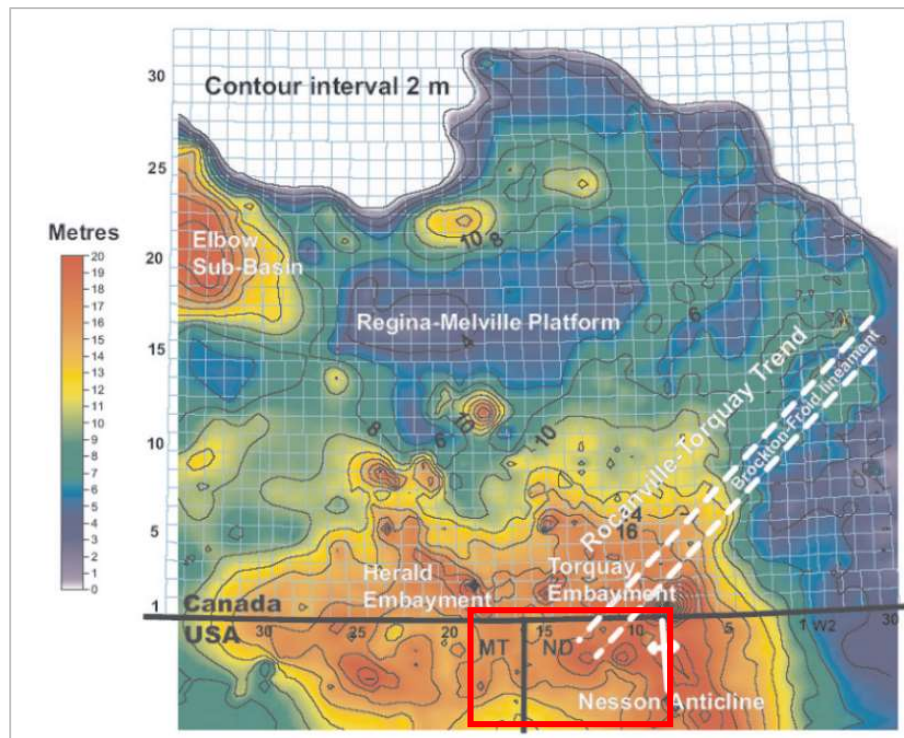 30
Contour interval 2 m
25
Metres
20
19
18
17
16
15
14
13
12
11
10
9
8
7
6
5
4
3
2
1
0
Elbow
Sub-Basin
20
10
8
Regina-Melville Platform
4
6
15
10
8
6
10
10
Rocanville-Torquay Trend
Brockton-Froid lineament
5
14
16
Herald
Embayment
Torquay
Embayment
1
Canada
USA
30
25
20
15
10
5
1 W2
30
MT
ND
Nesson Anticline